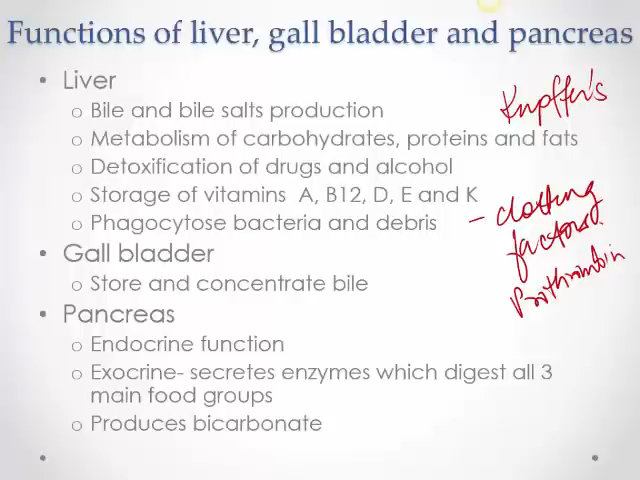 Functions of liver, gall bladder and pancreas
• Liver
o Bile and bile salts production
Kupffer's
o Metabolism of carbohydrates, proteins and fats
o Detoxification of drugs and alcohol
o Storage of vitamins A, B12, D, E and K
o Phagocytose bacteria and debris
- clotting
factors.
Prothrombin
• Gall bladder
o Store and concentrate bile
• Pancreas
o Endocrine function
o Exocrine- secretes enzymes which digest all 3
main food groups
o Produces bicarbonate